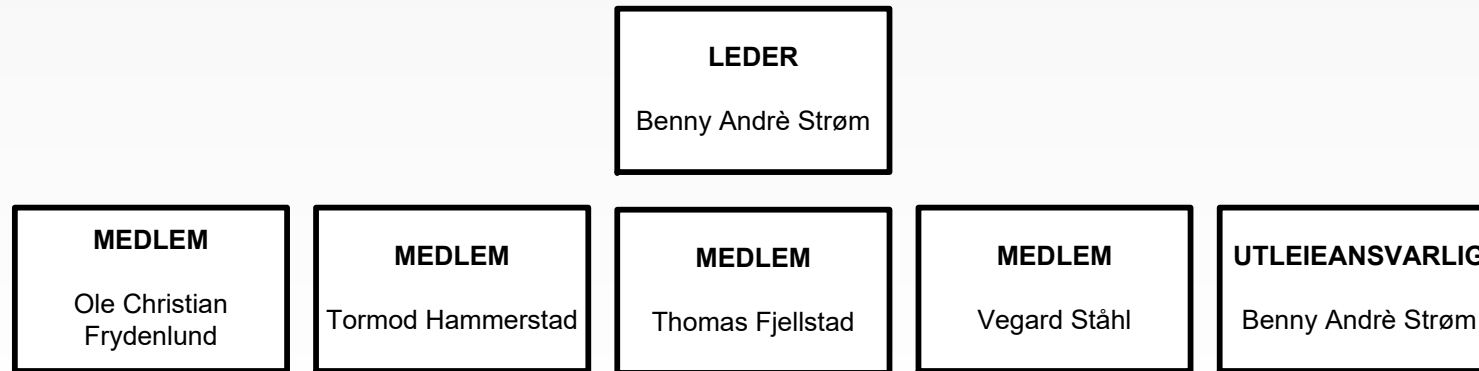 LEDER
Benny Andrè Strøm
MEDLEM
Ole Christian
Frydenlund
MEDLEM
Tormod Hammerstad
MEDLEM
Thomas Fjellstad
MEDLEM
Vegard Ståhl
UTLEIEANSVARLIG
Benny Andrè Strøm